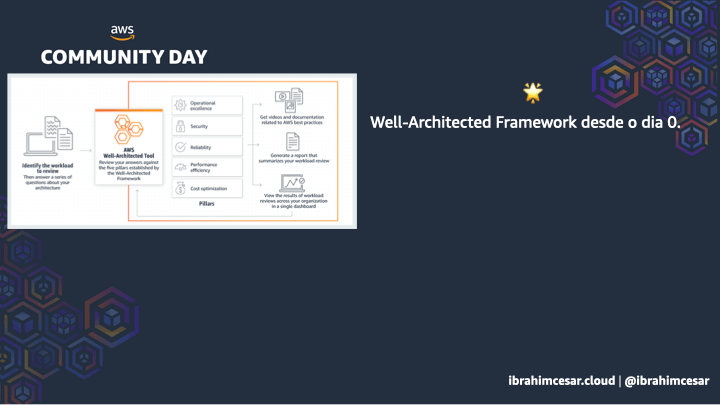 aws
COMMUNITY DAY
Identify the workload
to review
Then answer a series of
questions about your
architecture
AWS
Well-Architected Tool
Review your answers against
the five pillars established by
the Well-Architected
Framework
Operational
excellence
Security
Reliability
Performance
efficiency
Cost optimization
Pillars
Get videos and documentation
related to AWS best practices
Generate a report that
summarizes your workload review
View the results of workload
reviews across your organization
in a single dashboard
🌟
Well-Architected Framework desde o dia 0.
ibrahimcesar.cloud | @ibrahimcesar